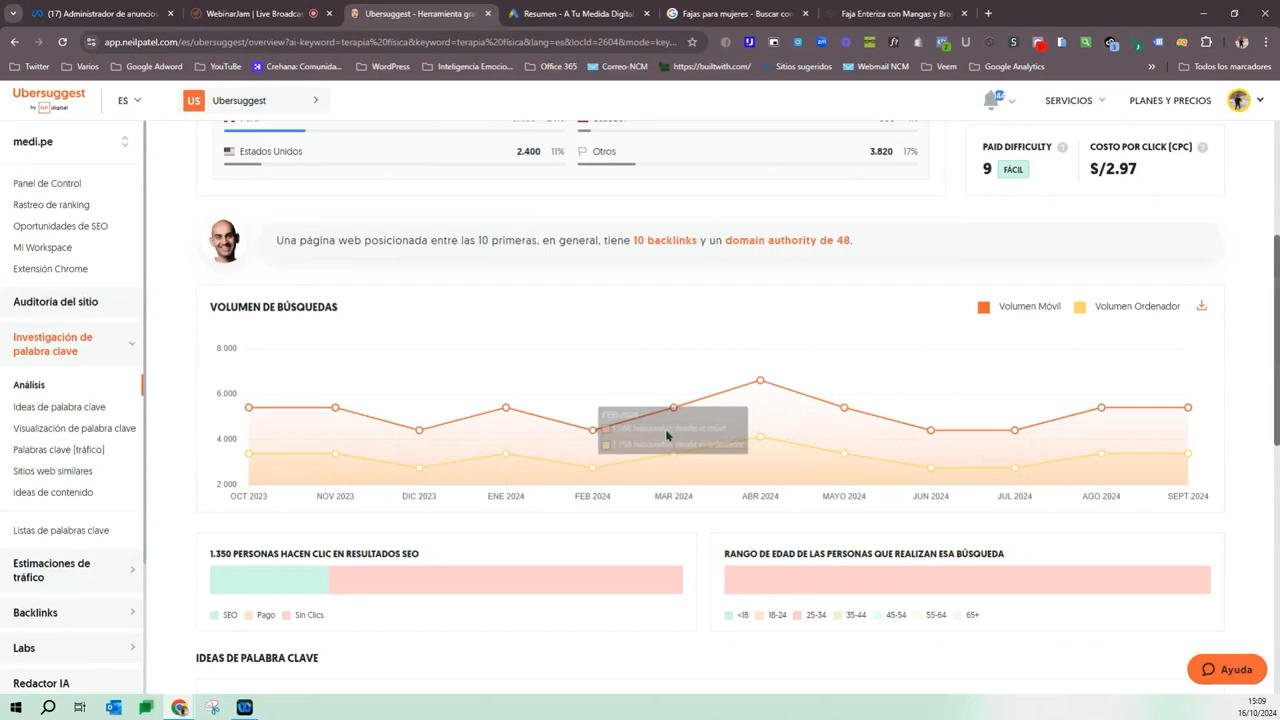 (17) Administrador de anuncios
WebinarJam | Live Broadcas
Ubersuggest - Herramienta gra
Resumen - A Tu Medida Digital
Fajas para mujeres - Buscar con
Faja Enteriza con Mangas y Bra
app.neilpatel.com/es/ubersuggest/overview?ai-keyword=terapia%20física&keyword=terapia%20física&lang=es&locId=2604&mode=key...
Twitter
Varios
Google Adword
YouTube
Crehana: Comunida...
WordPress
Inteligencia Emocio...
Office 365
Correo-NCM
https://builtwith.com/
Sitios sugeridos
Webmail NCM
Veem
Google Analytics
Todos los marcadores
Ubersuggest
by NP digital
ES
US
Ubersuggest
SERVICIOS
PLANES Y PRECIOS
medi.pe
Panel de Control
Rastreo de ranking
Oportunidades de SEO
Mi Workspace
Extensión Chrome
Auditoría del sitio
Investigación de
palabra clave
Análisis
Ideas de palabra clave
Visualización de palabra clave
Palabras clave [tráfico]
Sitios web similares
Ideas de contenido
Listas de palabras clave
Estimaciones de
tráfico
Backlinks
Labs
Redactor IA
Estados Unidos
2.400
11%
Otros
3.820
17%
PAID DIFFICULTY
9
FÁCIL
COSTO POR CLICK [CPC]
S/2.97
Una página web posicionada entre las 10 primeras, en general, tiene 10 backlinks y un domain authority de 48.
VOLUMEN DE BÚSQUEDAS
Volumen Móvil
Volumen Ordenador
8.000
6.000
4.000
2.000
FEB 2024
OCT 2023
NOV 2023
DIC 2023
ENE 2024
FEB 2024
MAR 2024
ABR 2024
MAYO 2024
JUN 2024
JUL 2024
AGO 2024
SEPT 2024
1.350 PERSONAS HACEN CLIC EN RESULTADOS SEO
SEO
Pago
Sin Clics
RANGO DE EDAD DE LAS PERSONAS QUE REALIZAN ESA BÚSQUEDA
<18
18-24
25-34
35-44
45-54
55-64
65+
IDEAS DE PALABRA CLAVE
Ayuda
15:09
16/10/2024